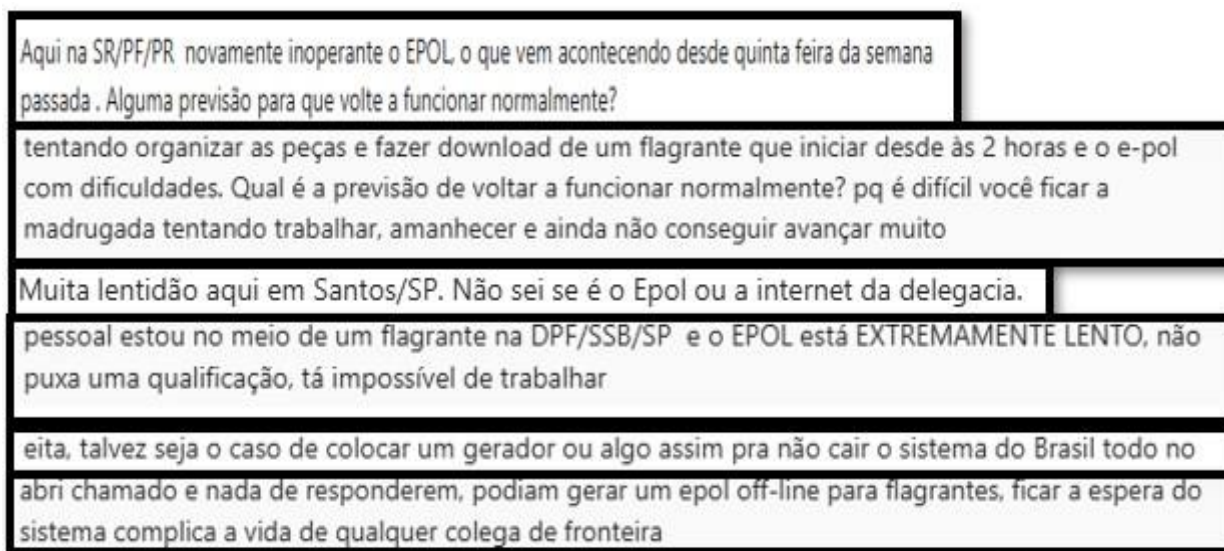 Aqui na SR/PF/PR novamente inoperante o EPOL, o que vem acontecendo desde quinta feira da semana
passada . Alguma previsão para que volte a funcionar normalmente?
tentando organizar as peças e fazer download de um flagrante que iniciar desde às 2 horas e o e-pol
com dificuldades. Qual é a previsão de voltar a funcionar normalmente? pq é difícil você ficar a
madrugada tentando trabalhar, amanhecer e ainda não conseguir avançar muito
Muita lentidão aqui em Santos/SP. Não sei se é o Epol ou a internet da delegacia.
pessoal estou no meio de um flagrante na DPF/SSB/SP e o EPOL está EXTREMAMENTE LENTO, não
puxa uma qualificação, tá impossível de trabalhar
eita, talvez seja o caso de colocar um gerador ou algo assim pra não cair o sistema do Brasil todo no
abri chamado e nada de responderem, podiam gerar um epol off-line para flagrantes, ficar a espera do
sistema complica a vida de qualquer colega de fronteira